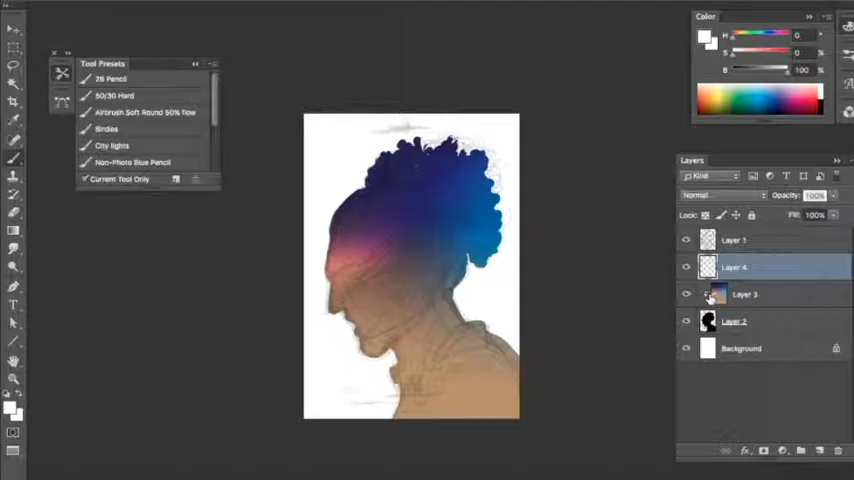 Color
H 0 °
S 0 %
B 100 %
Tool Presets
2B Pencil
50/30 Hard
Airbrush Soft Round 50% flow
Birdies
City lights
Non-Photo Blue Pencil
Current Tool Only
Layers
Kind
Normal Opacity: 100%
Lock: Fill: 100%
Layer 1
Layer 4
Layer 3
Layer 2
Background